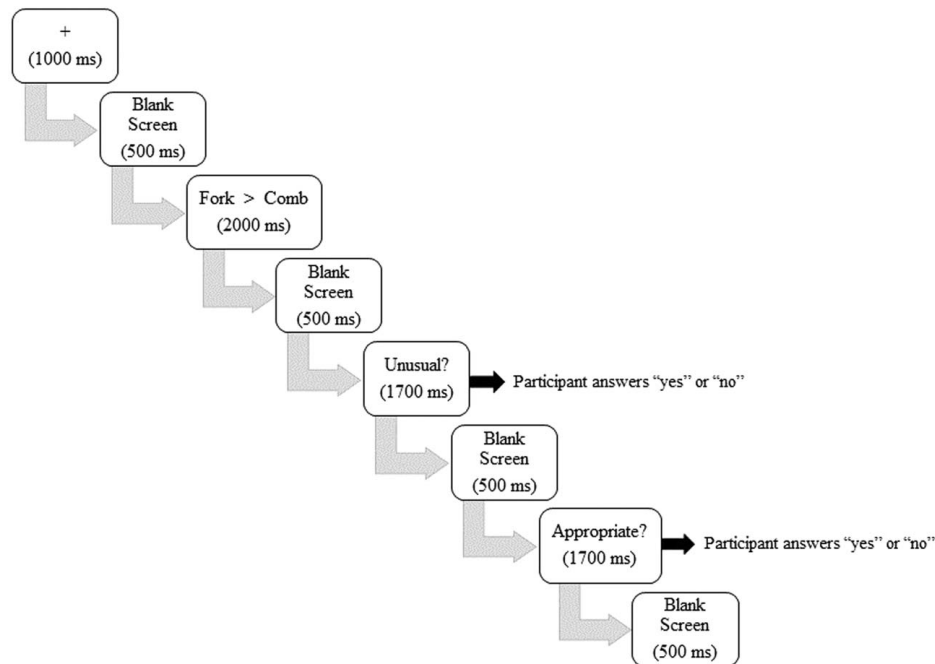 +
(1000 ms)
Blank
Screen
(500 ms)
Fork > Comb
(2000 ms)
Blank
Screen
(500 ms)
Unusual?
(1700 ms)
Participant answers “yes” or “no”
Blank
Screen
(500 ms)
Appropriate?
(1700 ms)
Participant answers “yes” or “no”
Blank
Screen
(500 ms)